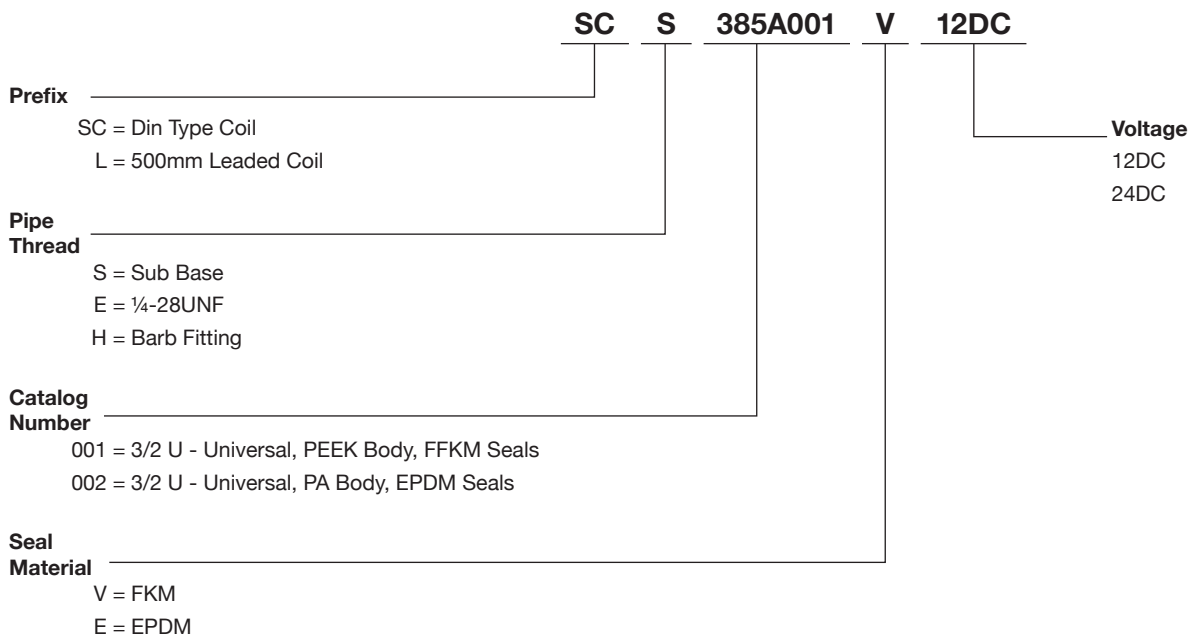 SC S 385A001 V 12DC
Prefix
SC = Din Type Coil
L = 500mm Leaded Coil
Voltage
12DC
24DC
Pipe
Thread
S = Sub Base
E = ¼-28UNF
H = Barb Fitting
Catalog
Number
001 = 3/2 U - Universal, PEEK Body, FFKM Seals
002 = 3/2 U - Universal, PA Body, EPDM Seals
Seal
Material
V = FKM
E = EPDM